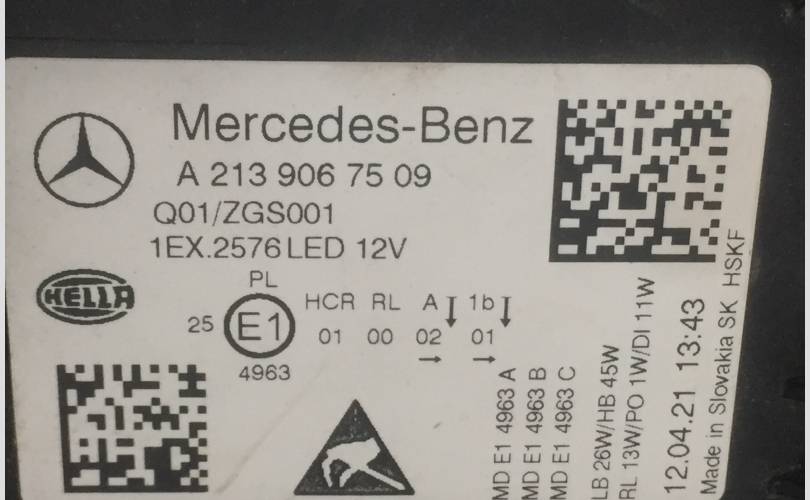 Mercedes-Benz
A 213 906 75 09
Q01/ZGS001
1EX.2576 LED 12V
HELLA
PL
25 E1 HCR RL A 1b
01 00 02 01
4963
MD E1 4963 A
MD E1 4963 B
MD E1 4963 C
LB 26W/HB 45W
RL 13W/PO 1W/DI 11W
12.04.21 13:43
Made in Slovakia SK HSKF